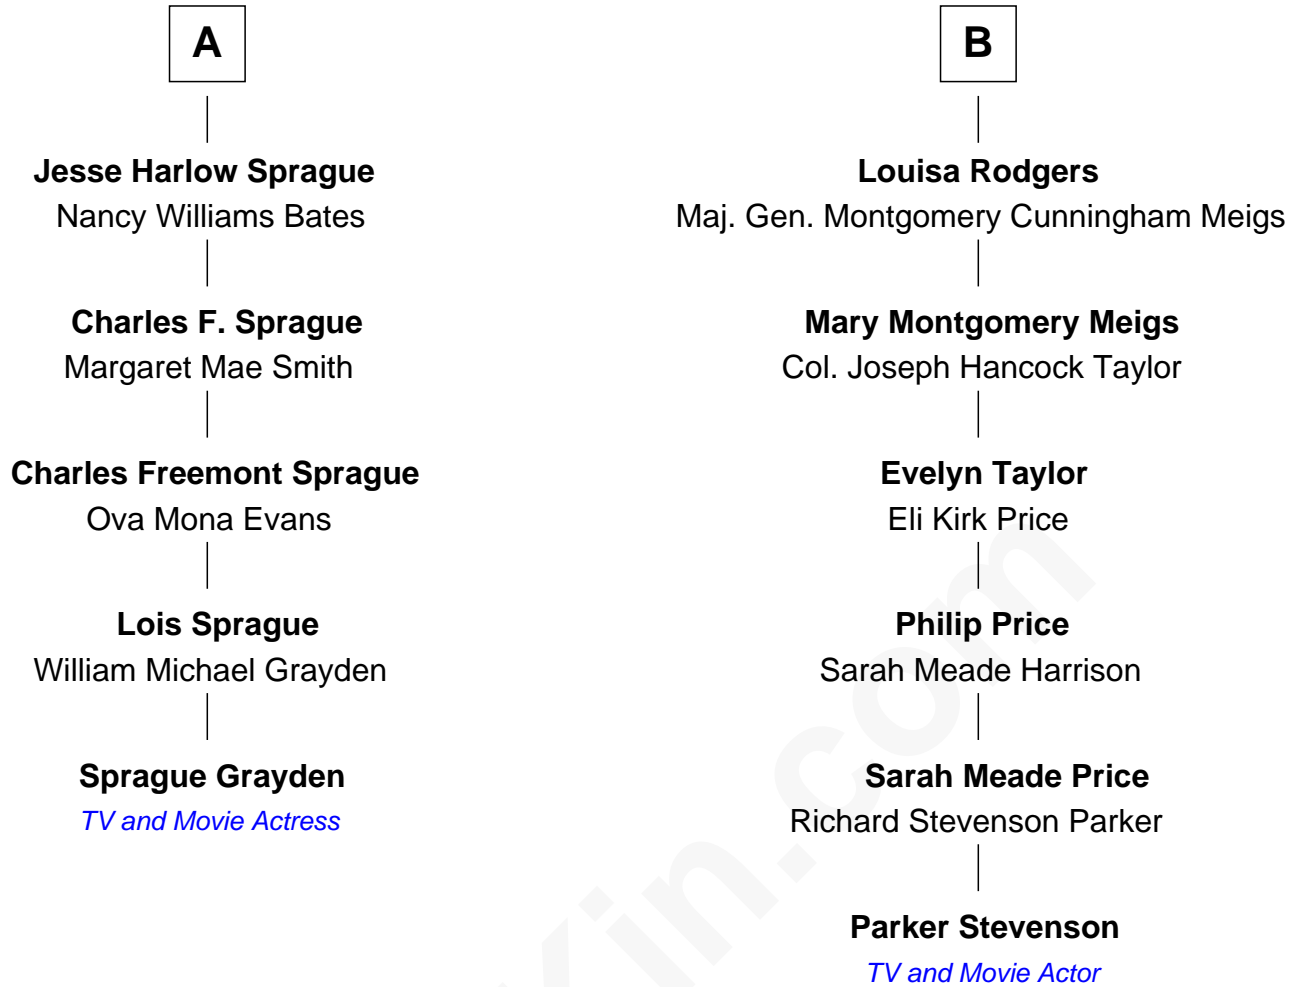 A
Jesse Harlow Sprague
Nancy Williams Bates
Charles F. Sprague
Margaret Mae Smith
Charles Freemont Sprague
Ova Mona Evans
Lois Sprague
William Michael Grayden
Sprague Grayden
TV and Movie Actress
B
Louisa Rodgers
Maj. Gen. Montgomery Cunningham Meigs
Mary Montgomery Meigs
Col. Joseph Hancock Taylor
Evelyn Taylor
Eli Kirk Price
Philip Price
Sarah Meade Harrison
Sarah Meade Price
Richard Stevenson Parker
Parker Stevenson
TV and Movie Actor
Kin.com